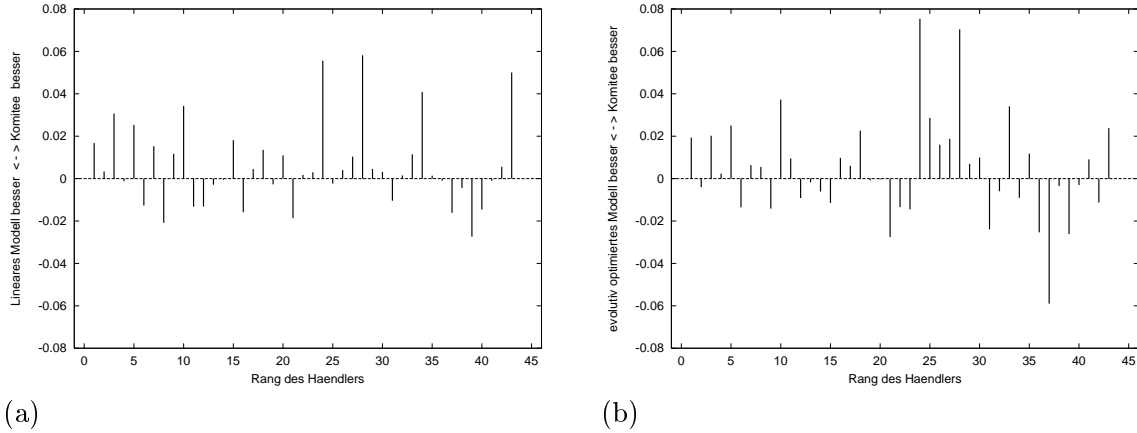 0.08
0.06
0.04
0.02
0
-0.02
-0.04
-0.06
-0.08
0 5 10 15 20 25 30 35 40 45
Lineares Modell besser < - > Komitee besser
Rang des Haendlers
(a)
0.08
0.06
0.04
0.02
0
-0.02
-0.04
-0.06
-0.08
0 5 10 15 20 25 30 35 40 45
evolutiv optimiertes Modell besser < - > Komitee besser
Rang des Haendlers
(b)